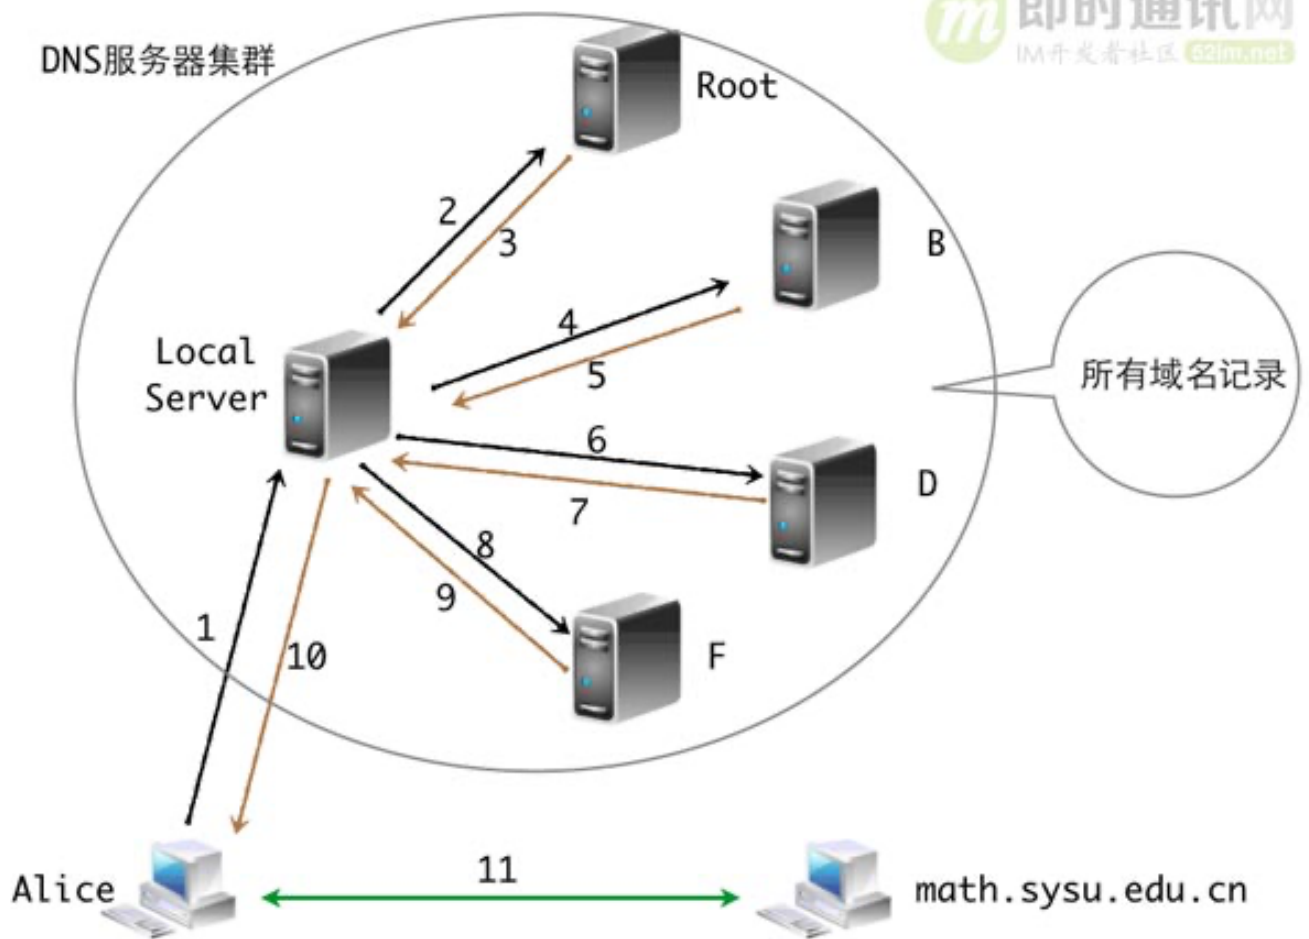 即时通讯网
IM开发者社区 52im.net
DNS服务器集群
Root
2
3
B
4
5
Local
Server
所有域名记录
6
7
D
8
9
1
10
F
11
Alice
math.sysu.edu.cn